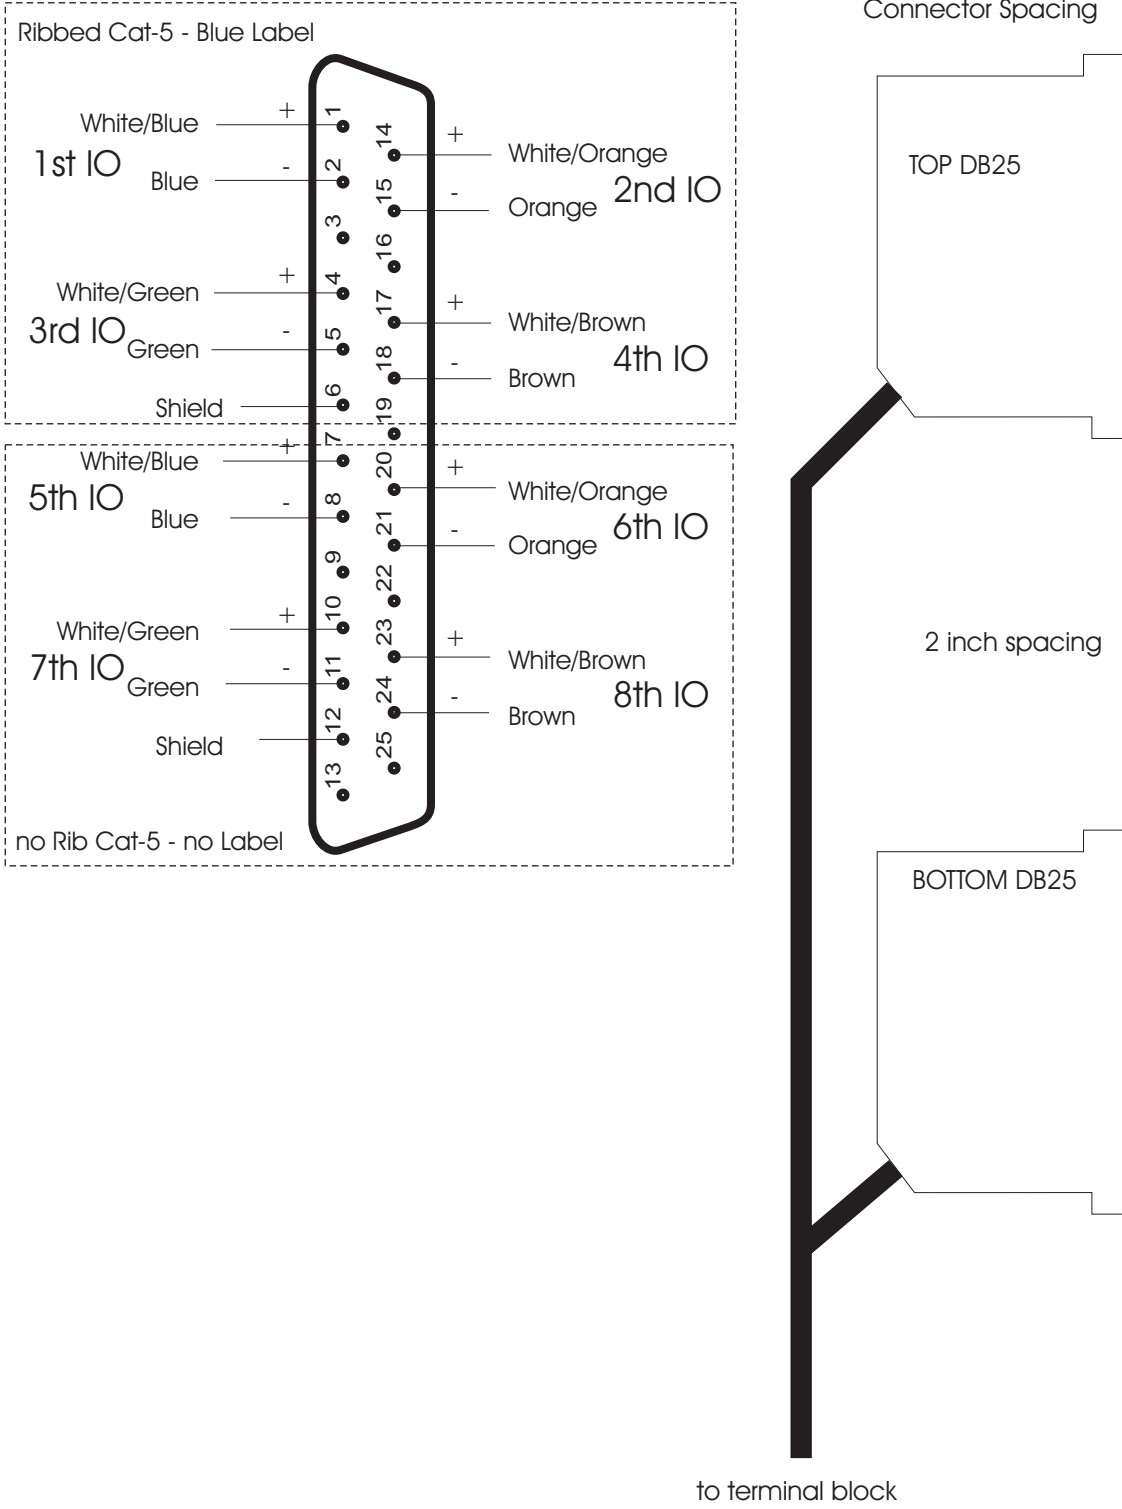 Connector Spacing
Ribbed Cat-5 - Blue Label
White/Blue + 1
1st IO
Blue - 2
3
White/Green + 4
3rd IO
Green - 5
Shield 6
14 + White/Orange
2nd IO
15 - Orange
16
17 + White/Brown
4th IO
18 - Brown
19
White/Blue + 7
5th IO
Blue - 8
9
White/Green + 10
7th IO
Green - 11
Shield 12
13
20 + White/Orange
6th IO
21 - Orange
22
23 + White/Brown
8th IO
24 - Brown
25
no Rib Cat-5 - no Label
TOP DB25
2 inch spacing
BOTTOM DB25
to terminal block